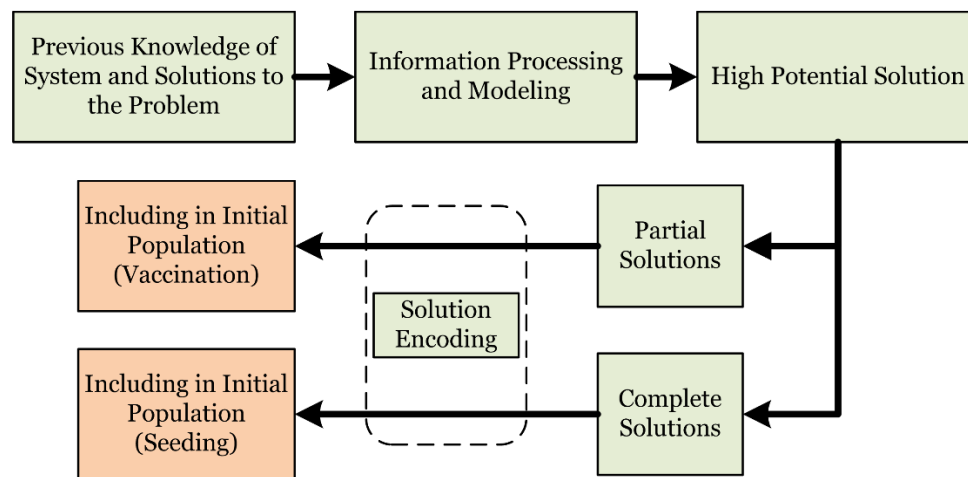 Previous Knowledge of
System and Solutions to
the Problem
Information Processing
and Modeling
High Potential Solution
Including in Initial
Population
(Vaccination)
Partial
Solutions
Solution
Encoding
Including in Initial
Population
(Seeding)
Complete
Solutions